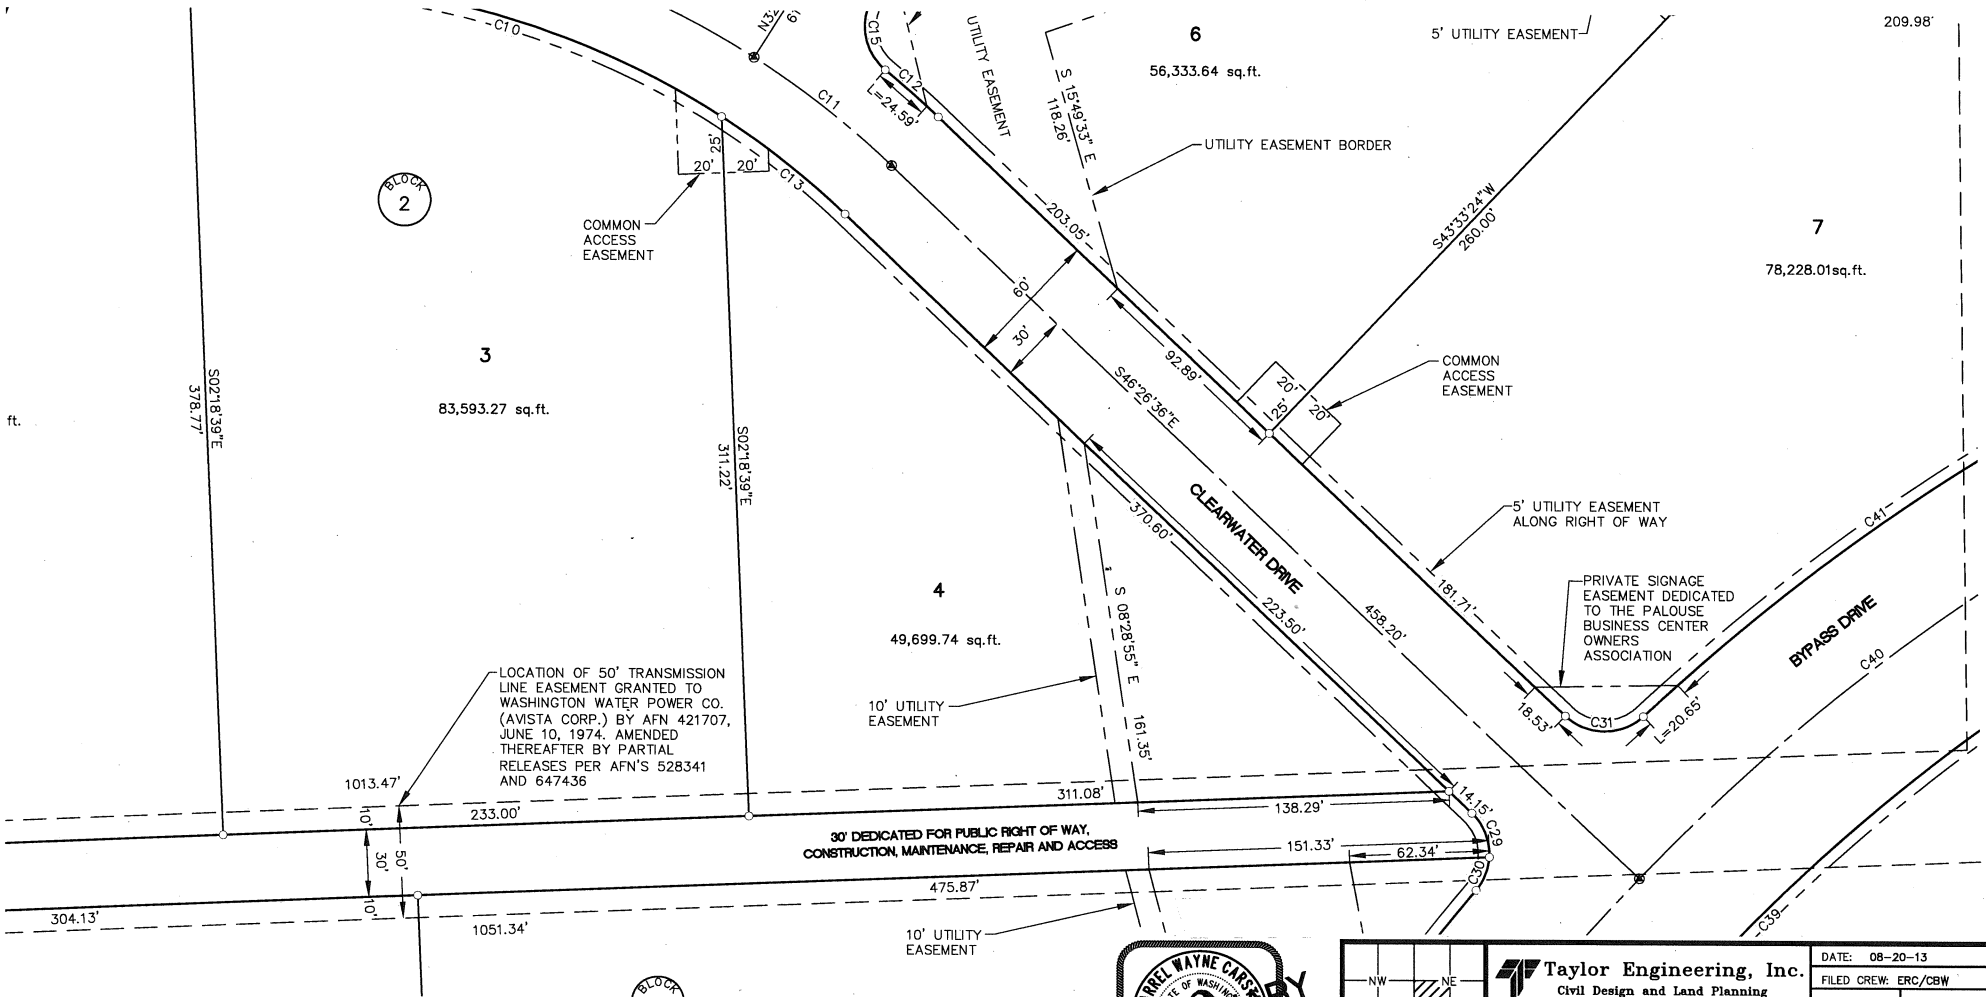 C10
N32
C15
C12
L=24.59'
C11
UTILITY EASEMENT
S 15°49'33" E
118.26'
6
56,333.64 sq.ft.
5' UTILITY EASEMENT
209.98'
UTILITY EASEMENT BORDER
BLOCK
2
25'
20'
20'
C13
COMMON
ACCESS
EASEMENT
203.05'
S43°33'24"W
260.00'
7
78,228.01sq.ft.
60'
30'
3
83,593.27 sq.ft.
S02°18'39"E
378.77'
ft.
S02°18'39"E
311.22'
92.89'
S46°26'36"E
20'
25'
20'
COMMON
ACCESS
EASEMENT
CLEARWATER DRIVE
370.60'
223.50'
458.20'
5' UTILITY EASEMENT
ALONG RIGHT OF WAY
181.71'
C41
PRIVATE SIGNAGE
EASEMENT DEDICATED
TO THE PALOUSE
BUSINESS CENTER
OWNERS
ASSOCIATION
BYPASS DRIVE
C40
4
49,699.74 sq.ft.
S 08°28'55" E
161.35'
10' UTILITY
EASEMENT
LOCATION OF 50' TRANSMISSION
LINE EASEMENT GRANTED TO
WASHINGTON WATER POWER CO.
(AVISTA CORP.) BY AFN 421707,
JUNE 10, 1974. AMENDED
THEREAFTER BY PARTIAL
RELEASES PER AFN'S 528341
AND 647436
18.53'
C31
L=20.65'
1013.47'
10'
233.00'
311.08'
138.29'
14.15'
C29
30' DEDICATED FOR PUBLIC RIGHT OF WAY,
CONSTRUCTION, MAINTENANCE, REPAIR AND ACCESS
30'
50'
151.33'
62.34'
C30
10'
475.87'
304.13'
1051.34'
C39
10' UTILITY
EASEMENT
BLOCK
WAYNE
OF WASHING
NW
NE
Taylor Engineering, Inc.
Civil Design and Land Planning
DATE: 08-20-13
FILED CREW: ERC/CBW